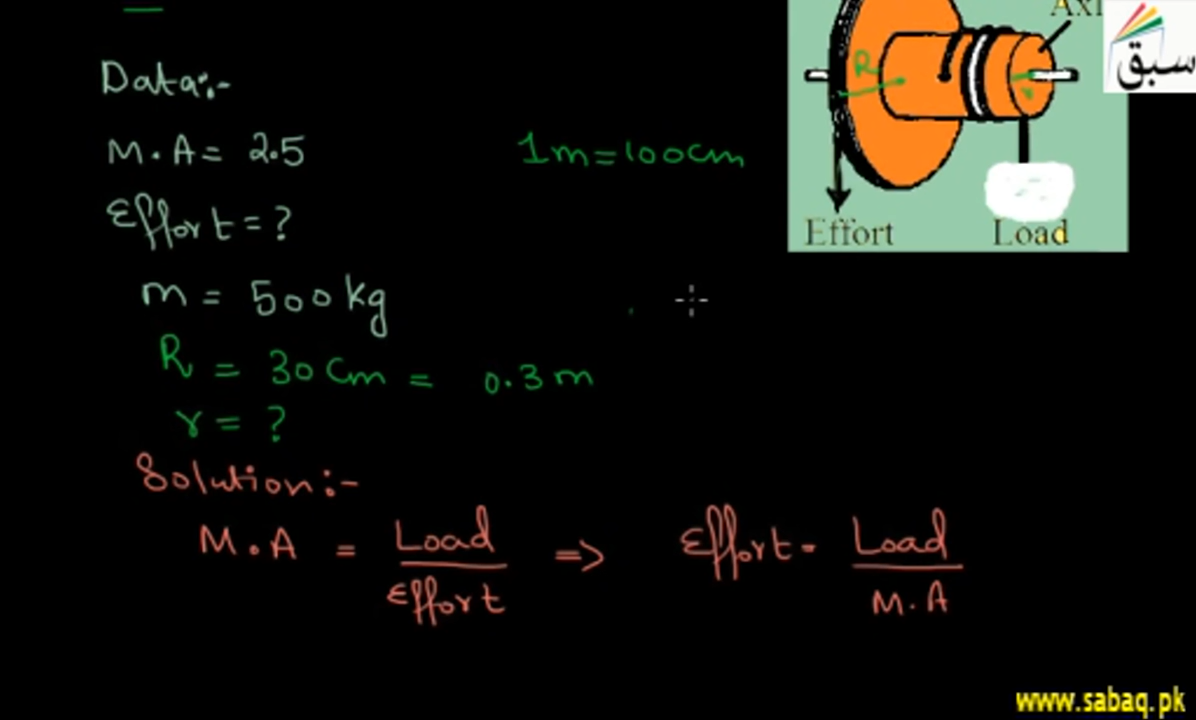 Axl
سبق
Data:-
M.A = 2.5
1m = 100cm
Effort = ?
m = 500 kg
R = 30 cm = 0.3 m
r = ?
R
r
Effort
Load
Solution:-
M.A = Load / Effort => Effort = Load / M.A
www.sabaq.pk